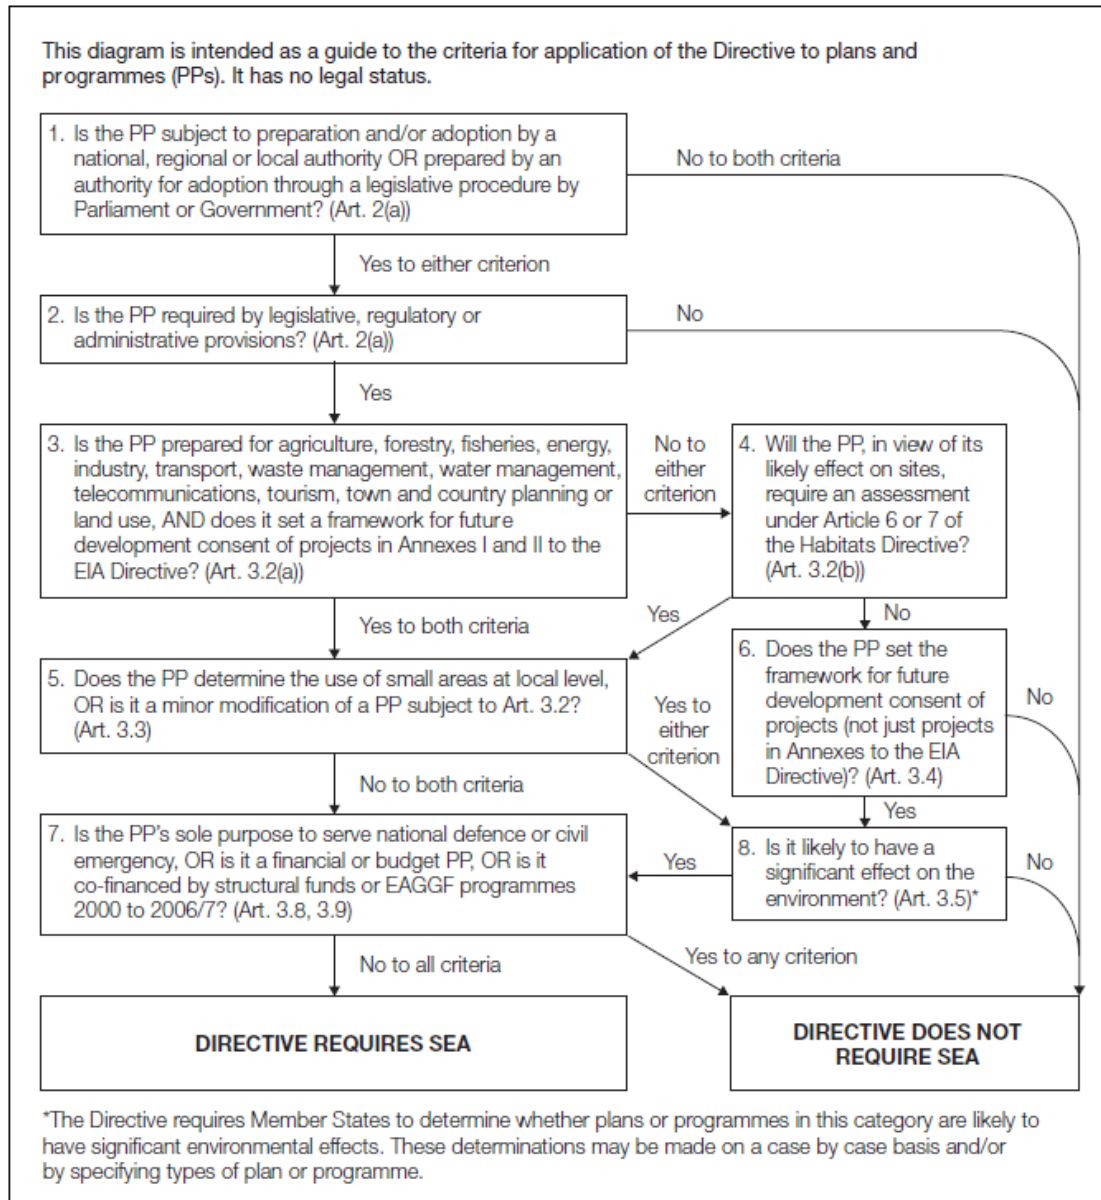 This diagram is intended as a guide to the criteria for application of the Directive to plans and
programmes (PPs). It has no legal status.
1. Is the PP subject to preparation and/or adoption by a
national, regional or local authority OR prepared by an
authority for adoption through a legislative procedure by
Parliament or Government? (Art. 2(a))
No to both criteria
Yes to either criterion
2. Is the PP required by legislative, regulatory or
administrative provisions? (Art. 2(a))
No
Yes
3. Is the PP prepared for agriculture, forestry, fisheries, energy,
industry, transport, waste management, water management,
telecommunications, tourism, town and country planning or
land use, AND does it set a framework for future
development consent of projects in Annexes I and II to the
EIA Directive? (Art. 3.2(a))
No to
either
criterion
4. Will the PP, in view of its
likely effect on sites,
require an assessment
under Article 6 or 7 of
the Habitats Directive?
(Art. 3.2(b))
Yes to both criteria
Yes
No
5. Does the PP determine the use of small areas at local level,
OR is it a minor modification of a PP subject to Art. 3.2?
(Art. 3.3)
Yes to
either
criterion
6. Does the PP set the
framework for future
development consent of
projects (not just projects
in Annexes to the EIA
Directive)? (Art. 3.4)
No
No to both criteria
Yes
7. Is the PP's sole purpose to serve national defence or civil
emergency, OR is it a financial or budget PP, OR is it
co-financed by structural funds or EAGGF programmes
2000 to 2006/7? (Art. 3.8, 3.9)
Yes
8. Is it likely to have a
significant effect on the
environment? (Art. 3.5)*
No
No to all criteria
Yes to any criterion
DIRECTIVE REQUIRES SEA
DIRECTIVE DOES NOT
REQUIRE SEA
*The Directive requires Member States to determine whether plans or programmes in this category are likely to
have significant environmental effects. These determinations may be made on a case by case basis and/or
by specifying types of plan or programme.